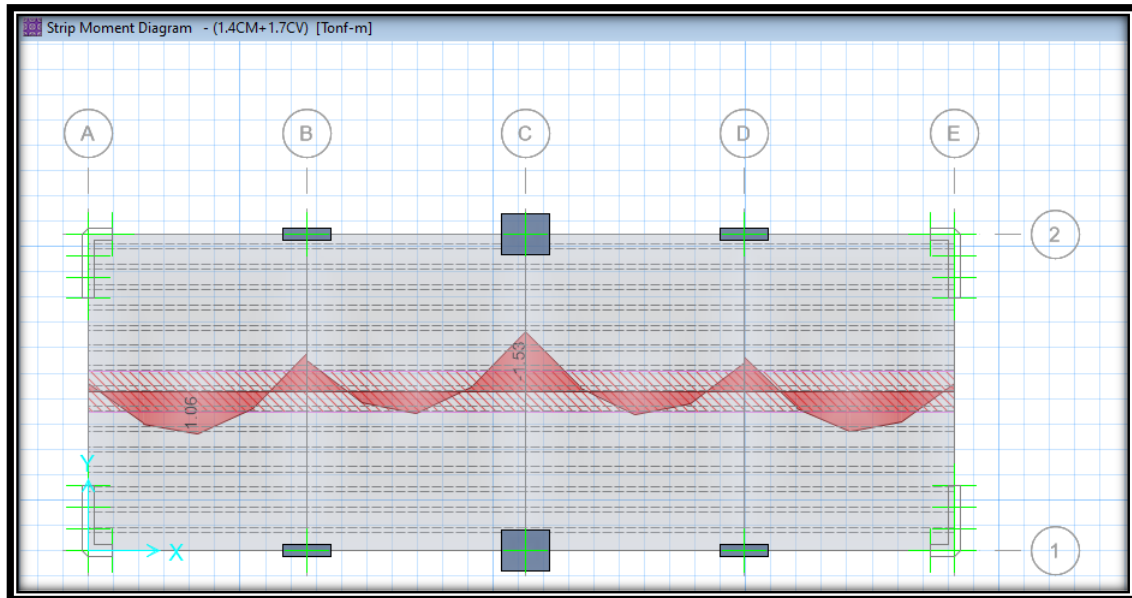 Strip Moment Diagram - (1.4CM+1.7CV) [Tonf-m]
A B C D E
2
-1.53
1.06
Y
X
1